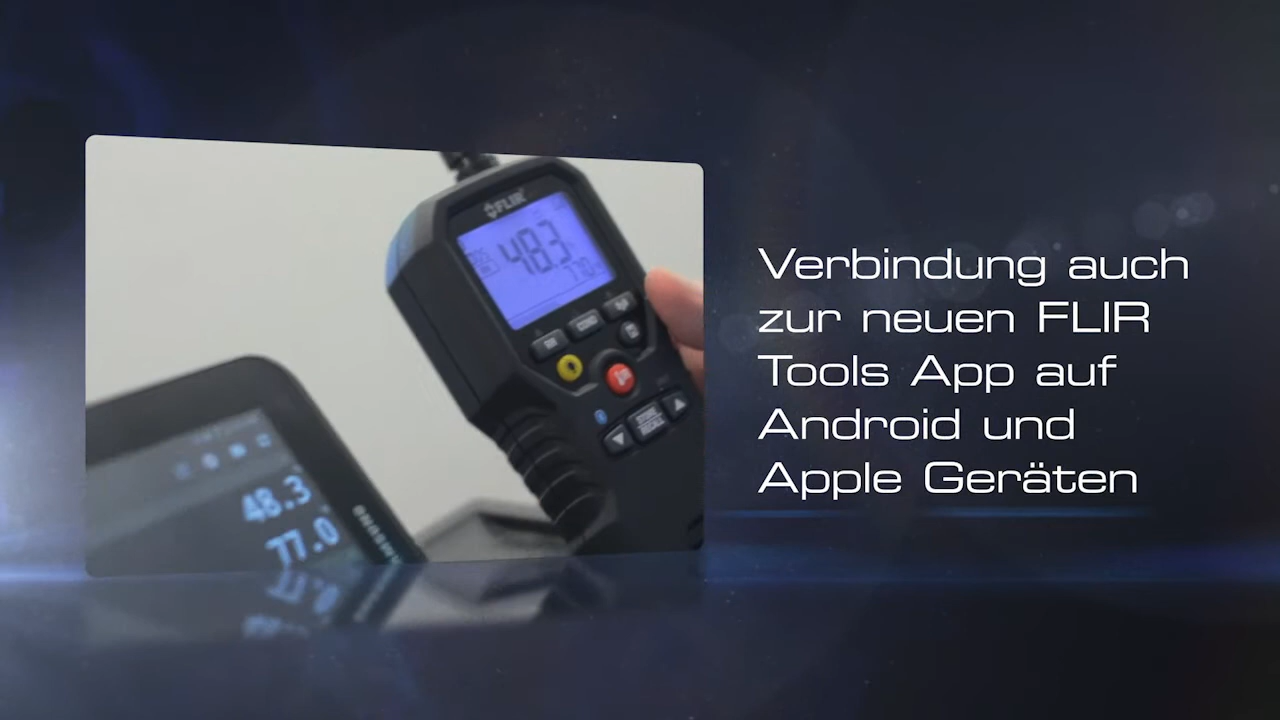 FLIR
48.3
77.0
48.3
77.0
SAMSUNG
Verbindung auch
zur neuen FLIR
Tools App auf
Android und
Apple Geräten